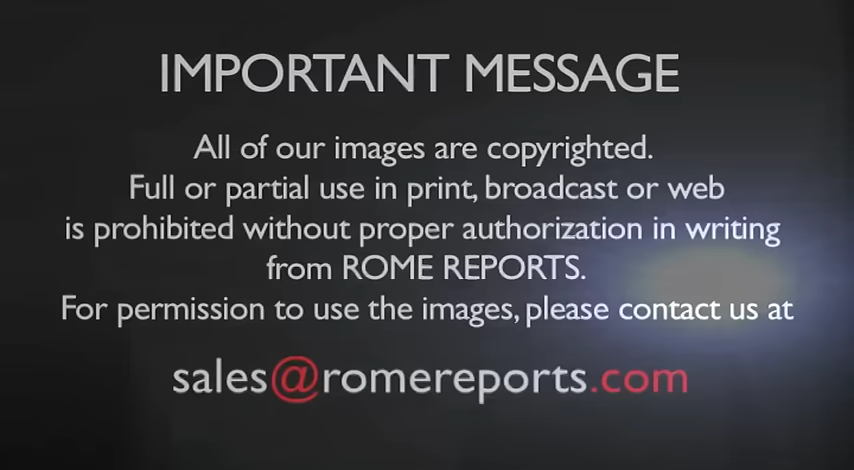 IMPORTANT MESSAGE
All of our images are copyrighted.
Full or partial use in print, broadcast or web
is prohibited without proper authorization in writing
from ROME REPORTS.
For permission to use the images, please contact us at
sales@romereports.com